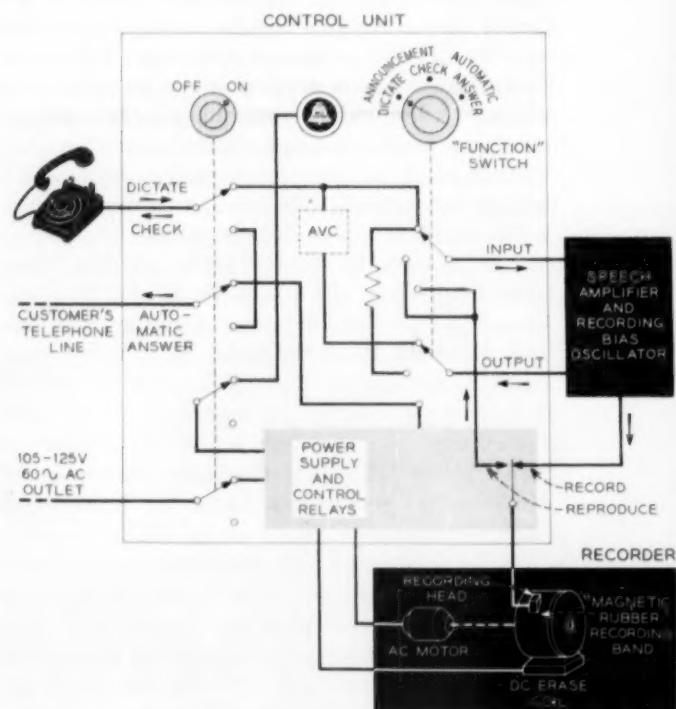 CONTROL UNIT
OFF ON
ANNOUNCEMENT AUTOMATIC
DICTATE CHECK ANSWER
"FUNCTION"
SWITCH
DICTATE
CHECK
AVC
INPUT
SPEECH
AMPLIFIER
AND
RECORDING
BIAS
OSCILLATOR
CUSTOMER'S
TELEPHONE
LINE
AUTO-
MATIC
ANSWER
OUTPUT
105-125V
60∿ AC
OUTLET
POWER
SUPPLY
AND
CONTROL
RELAYS
RECORD
REPRODUCE
RECORDER
RECORDING
HEAD
MAGNETIC
RUBBER
RECORDING
BAND
AC MOTOR
DC ERASE